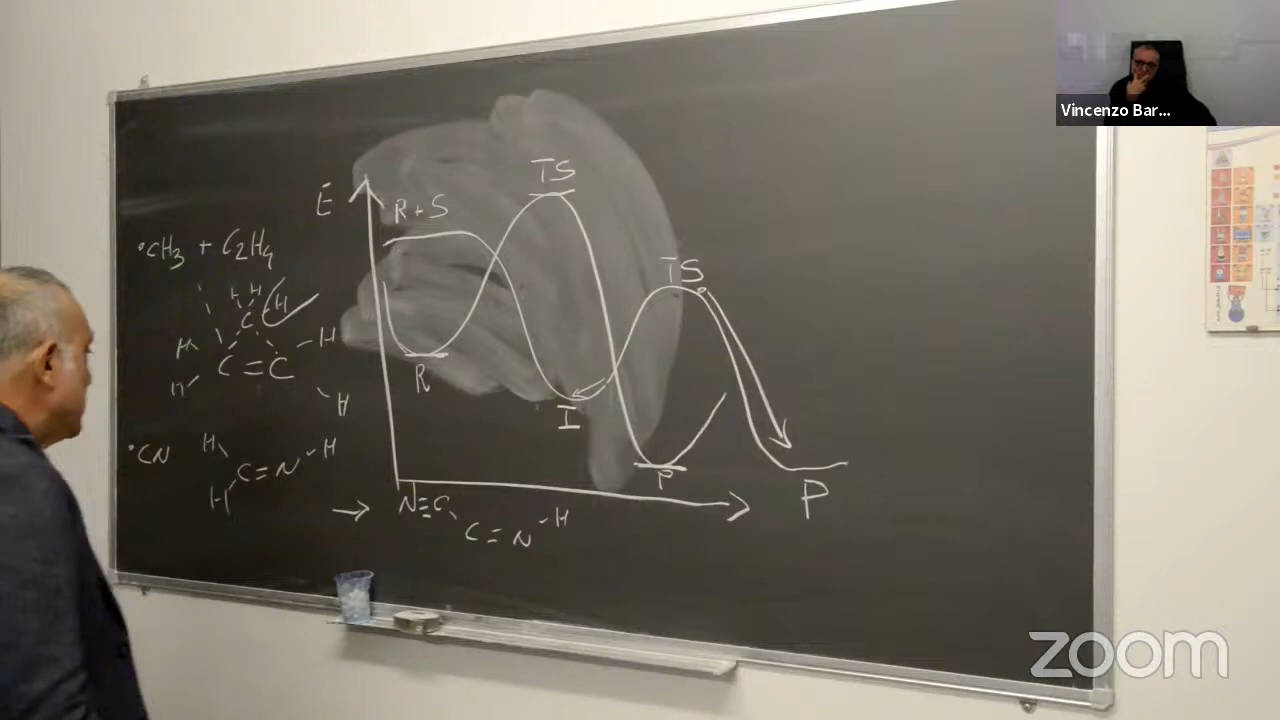 Vincenzo Bar...
E
R + S
TS
•CH3 + C2H4
H H H
C
TS
H
H
C = C
H
R
H
I
•CN
H
H
C = N
H
P
P
N≡C
C = N
H
zoom